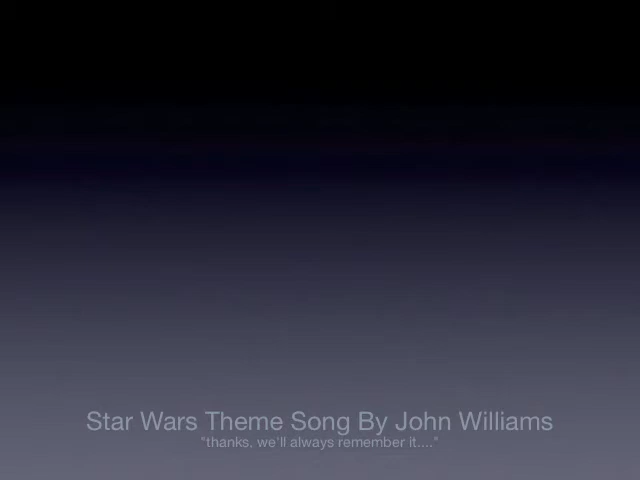 Star Wars Theme Song By John Williams
"thanks, we'll always remember it...."